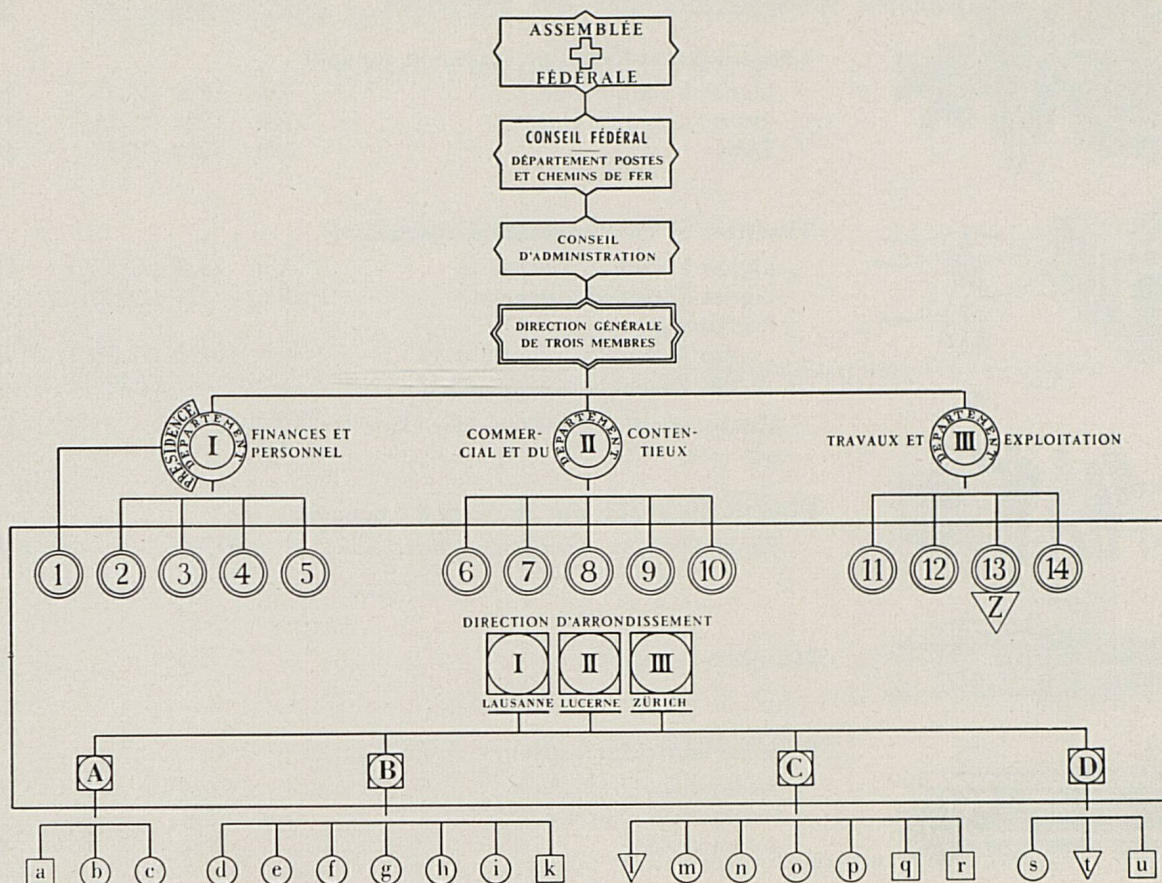 ASSEMBLÉE
FÉDÉRALE
CONSEIL FÉDÉRAL
DÉPARTEMENT POSTES
ET CHEMINS DE FER
CONSEIL
D'ADMINISTRATION
DIRECTION GÉNÉRALE
DE TROIS MEMBRES
PRÉSIDENCE
DÉPARTEMENT
I
FINANCES ET
PERSONNEL
COMMER-
CIAL ET DU
DÉPARTEMENT
II
CONTEN-
TIEUX
TRAVAUX ET
DÉPARTEMENT
III
EXPLOITATION
1 2 3 4 5 6 7 8 9 10 11 12 13 14
Z
DIRECTION D'ARRONDISSEMENT
I II III
LAUSANNE LUCERNE ZÜRICH
A B C D
a b c d e f g h i k l m n o p q r s t u